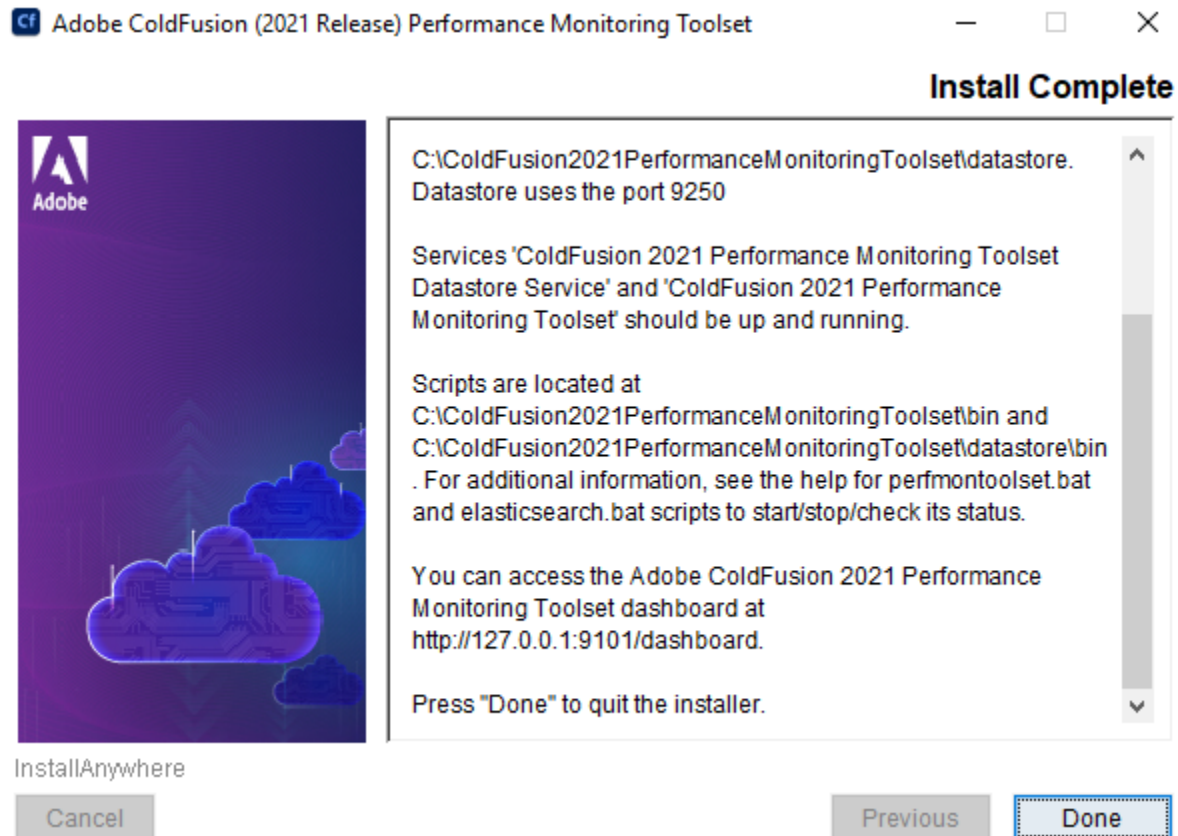 Cf Adobe ColdFusion (2021 Release) Performance Monitoring Toolset
Install Complete
Adobe
C:\ColdFusion2021PerformanceMonitoringToolset\datastore.
Datastore uses the port 9250
Services 'ColdFusion 2021 Performance Monitoring Toolset
Datastore Service' and 'ColdFusion 2021 Performance
Monitoring Toolset' should be up and running.
Scripts are located at
C:\ColdFusion2021PerformanceMonitoringToolset\bin and
C:\ColdFusion2021PerformanceMonitoringToolset\datastore\bin
. For additional information, see the help for perfmontoolset.bat
and elasticsearch.bat scripts to start/stop/check its status.
You can access the Adobe ColdFusion 2021 Performance
Monitoring Toolset dashboard at
http://127.0.0.1:9101/dashboard.
Press "Done" to quit the installer.
InstallAnywhere
Cancel Previous Done